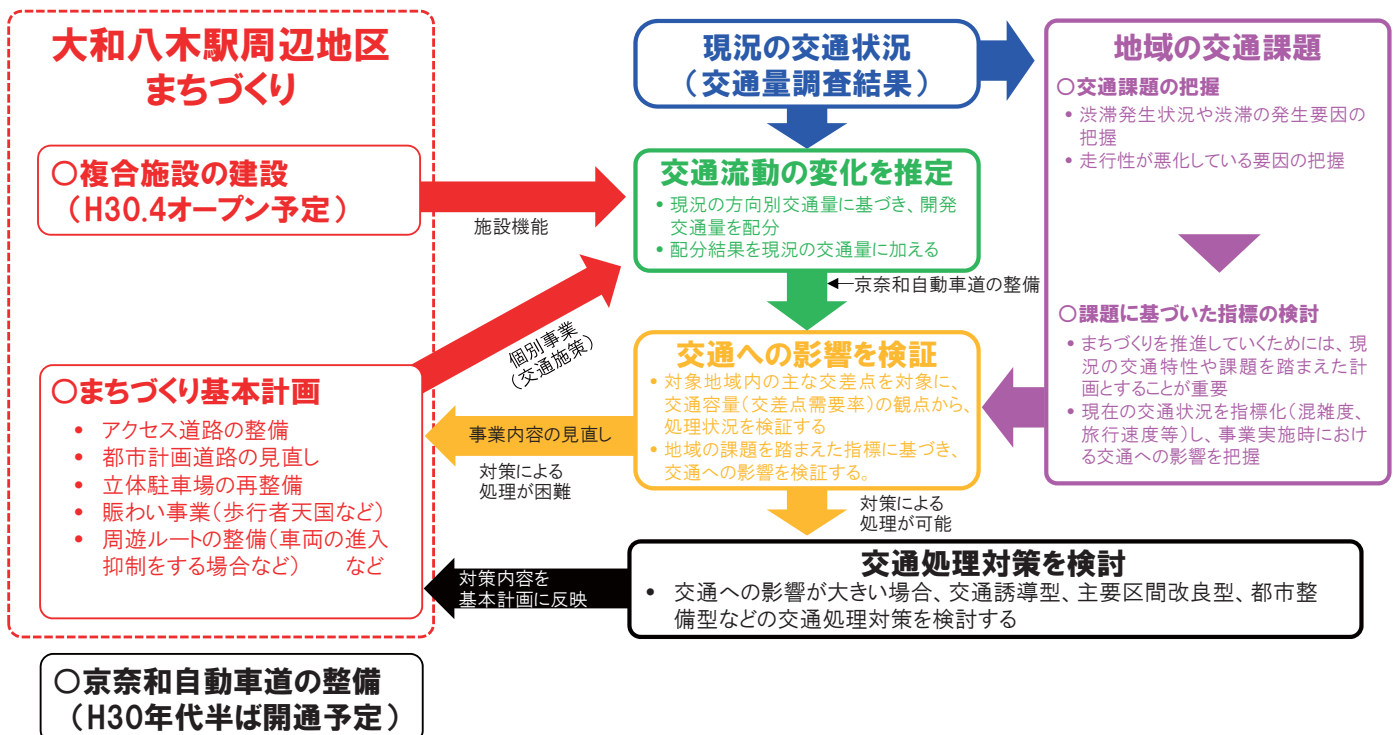 大和八木駅周辺地区
まちづくり
〇複合施設の建設
（H30.4オープン予定）
施設機能
〇まちづくり基本計画
• アクセス道路の整備
• 都市計画道路の見直し
• 立体駐車場の再整備
• 賑わい事業（歩行者天国など）
• 周遊ルートの整備（車両の進入
抑制をする場合など）　など
個別事業
（交通施策）
〇京奈和自動車道の整備
（H30年代半ば開通予定）
現況の交通状況
（交通量調査結果）
交通流動の変化を推定
• 現況の方向別交通量に基づき、開発
交通量を配分
• 配分結果を現況の交通量に加える
京奈和自動車道の整備
交通への影響を検証
• 対象地域内の主な交差点を対象に、
交通容量（交差点需要率）の観点から、
処理状況を検証する
• 地域の課題を踏まえた指標に基づき、
交通への影響を検証する。
事業内容の見直し
対策による
処理が困難
対策による
処理が可能
交通処理対策を検討
• 交通への影響が大きい場合、交通誘導型、主要区間改良型、都市整
備型などの交通処理対策を検討する
対策内容を
基本計画に反映
地域の交通課題
〇交通課題の把握
• 渋滞発生状況や渋滞の発生要因の
把握
• 走行性が悪化している要因の把握
〇課題に基づいた指標の検討
• まちづくりを推進していくためには、現
況の交通特性や課題を踏まえた計
画とすることが重要
• 現在の交通状況を指標化（混雑度、
旅行速度等）し、事業実施時におけ
る交通への影響を把握